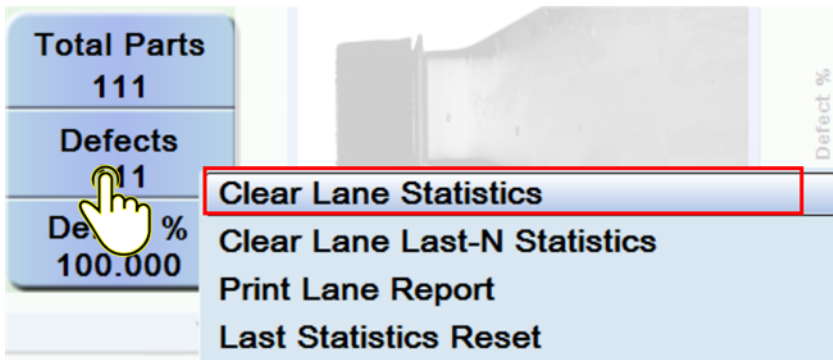 Total Parts
111
Defects
11
Clear Lane Statistics
Clear Lane Last-N Statistics
%
100.000
Print Lane Report
Last Statistics Reset
Defect %